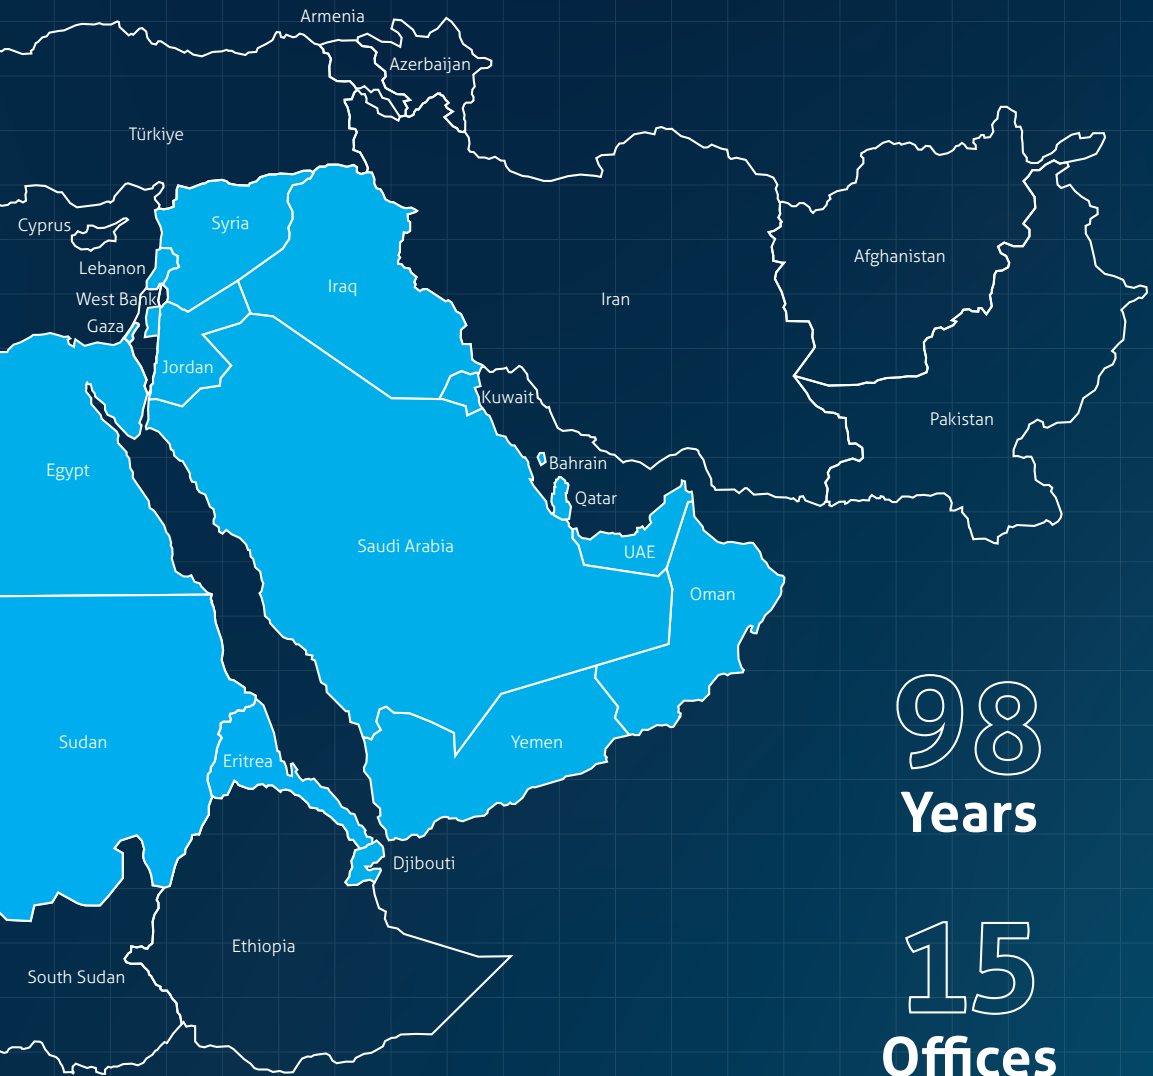 Armenia
Azerbaijan
Türkiye
Syria
Cyprus
Afghanistan
Lebanon
Iraq
West Bank
Iran
Gaza
Jordan
Kuwait
Pakistan
Bahrain
Egypt
Qatar
Saudi Arabia
UAE
Oman
98
Years
Sudan
Yemen
Eritrea
Djibouti
15
Offices
Ethiopia
South Sudan